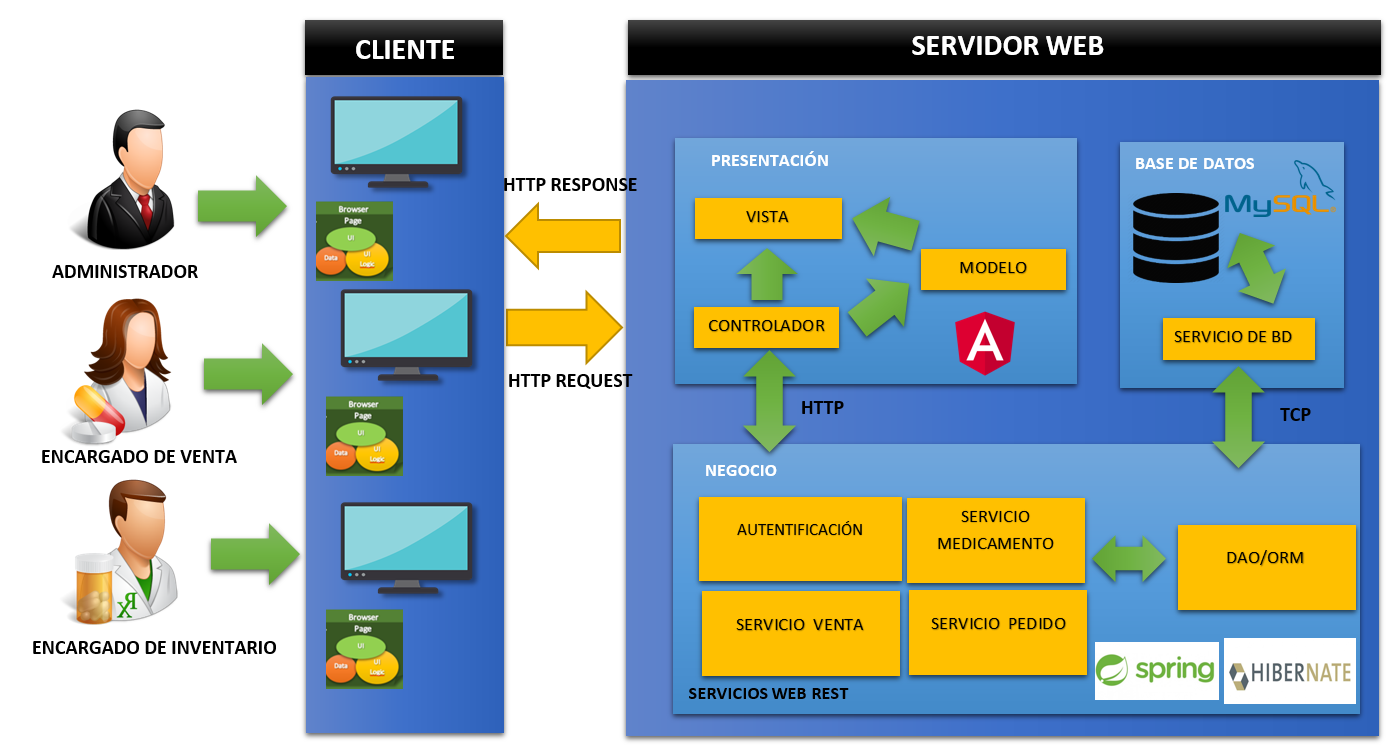 CLIENTE
SERVIDOR WEB
ADMINISTRADOR
ENCARGADO DE VENTA
ENCARGADO DE INVENTARIO
Browser
Page
UI
Data
UI
Logic
Browser
Page
UI
Data
UI
Logic
Browser
Page
UI
Data
UI
Logic
HTTP RESPONSE
HTTP REQUEST
PRESENTACIÓN
VISTA
MODELO
CONTROLADOR
A
HTTP
BASE DE DATOS
MySQL
SERVICIO DE BD
TCP
NEGOCIO
AUTENTIFICACIÓN
SERVICIO
MEDICAMENTO
SERVICIO VENTA
SERVICIO PEDIDO
DAO/ORM
SERVICIOS WEB REST
spring
HIBERNATE